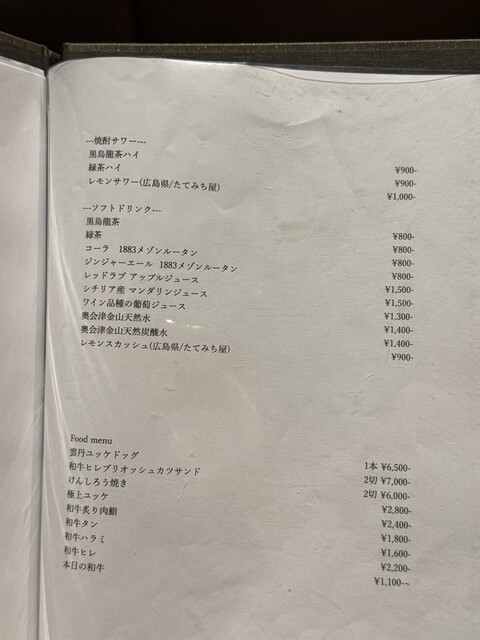 ---焼酎サワー---
黒烏龍茶ハイ ¥900-
緑茶ハイ ¥900-
レモンサワー(広島県/たてみち屋) ¥1,000-
---ソフトドリンク---
黒烏龍茶 ¥800-
緑茶 ¥800-
コーラ 1883メゾンルータン ¥800-
ジンジャーエール 1883メゾンルータン ¥800-
レッドラブ アップルジュース ¥1,500-
シチリア産 マンダリンジュース ¥1,500-
ワイン品種の葡萄ジュース ¥1,300-
奥会津金山天然水 ¥1,400-
奥会津金山天然炭酸水 ¥1,400-
レモンスカッシュ(広島県/たてみち屋) ¥900-
Food menu
雲丹ユッケドッグ 1本 ¥6,500-
和牛ヒレブリオッシュカツサンド 2切 ¥7,000-
けんしろう焼き 2切 ¥6,000-
極上ユッケ ¥2,800-
和牛炙り肉鮨 ¥2,400-
和牛タン ¥1,800-
和牛ハラミ ¥1,600-
和牛ヒレ ¥2,200-
本日の和牛 ¥1,100-~